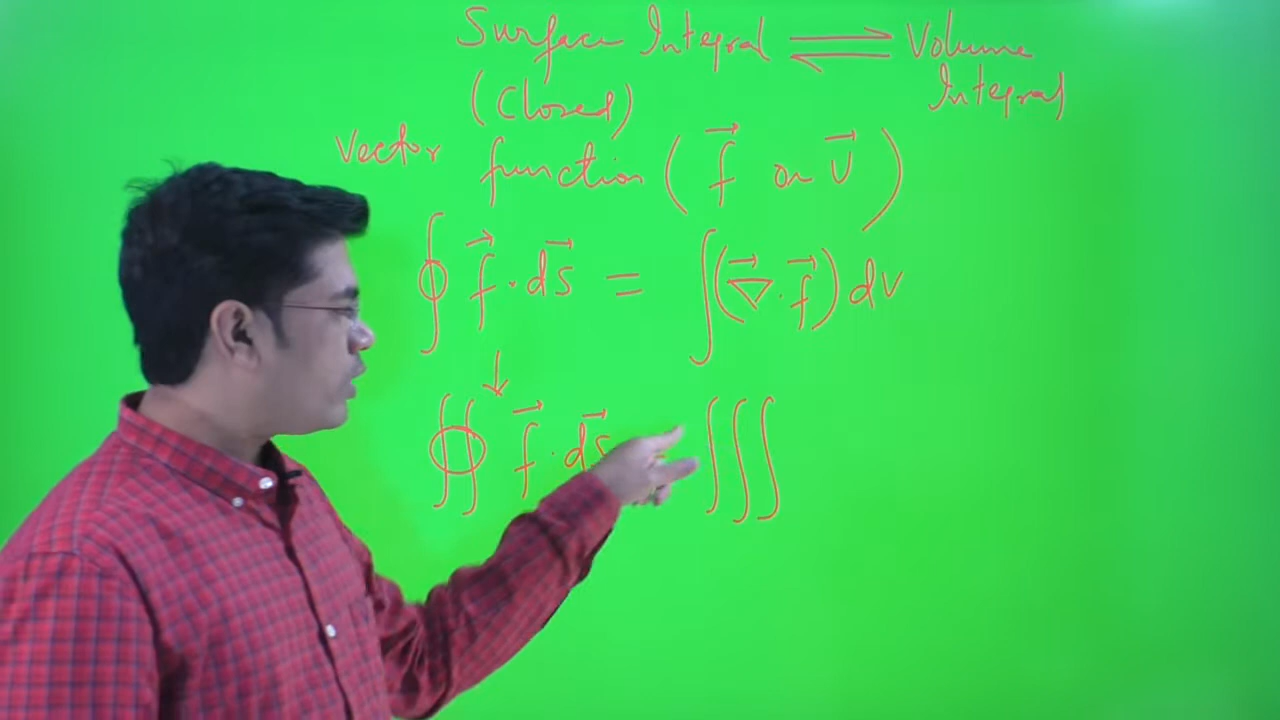 Surface Integral ⇌ Volume
(Closed) Integral
Vector function ( f⃗ or V⃗ )
∮ f⃗ · ds⃗ = ∫(∇⃗ · f⃗) dv
↓
∯ f⃗ · ds⃗ ∫∫∫